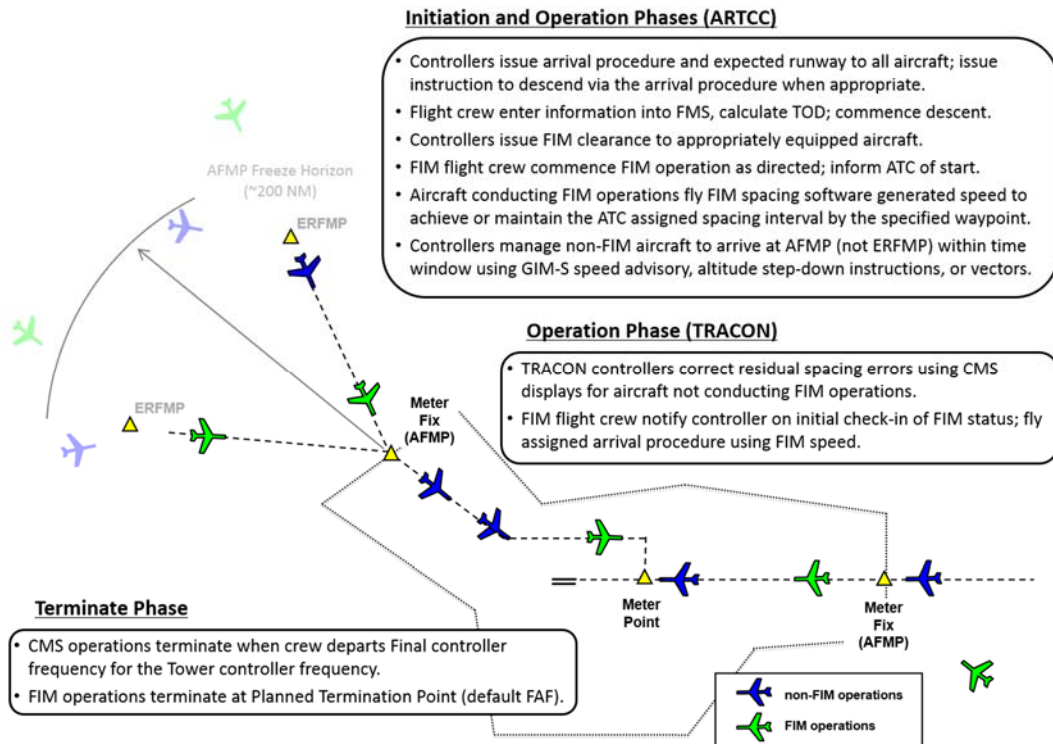 Initiation and Operation Phases (ARTCC)
• Controllers issue arrival procedure and expected runway to all aircraft; issue
instruction to descend via the arrival procedure when appropriate.
• Flight crew enter information into FMS, calculate TOD; commence descent.
• Controllers issue FIM clearance to appropriately equipped aircraft.
• FIM flight crew commence FIM operation as directed; inform ATC of start.
• Aircraft conducting FIM operations fly FIM spacing software generated speed to
achieve or maintain the ATC assigned spacing interval by the specified waypoint.
• Controllers manage non-FIM aircraft to arrive at AFMP (not ERFMP) within time
window using GIM-S speed advisory, altitude step-down instructions, or vectors.
AFMP Freeze Horizon
(~200 NM)
ERFMP
ERFMP
Meter
Fix
(AFMP)
Operation Phase (TRACON)
• TRACON controllers correct residual spacing errors using CMS
displays for aircraft not conducting FIM operations.
• FIM flight crew notify controller on initial check-in of FIM status; fly
assigned arrival procedure using FIM speed.
Meter
Point
Meter
Fix
(AFMP)
Terminate Phase
• CMS operations terminate when crew departs Final controller
frequency for the Tower controller frequency.
• FIM operations terminate at Planned Termination Point (default FAF).
non-FIM operations
FIM operations